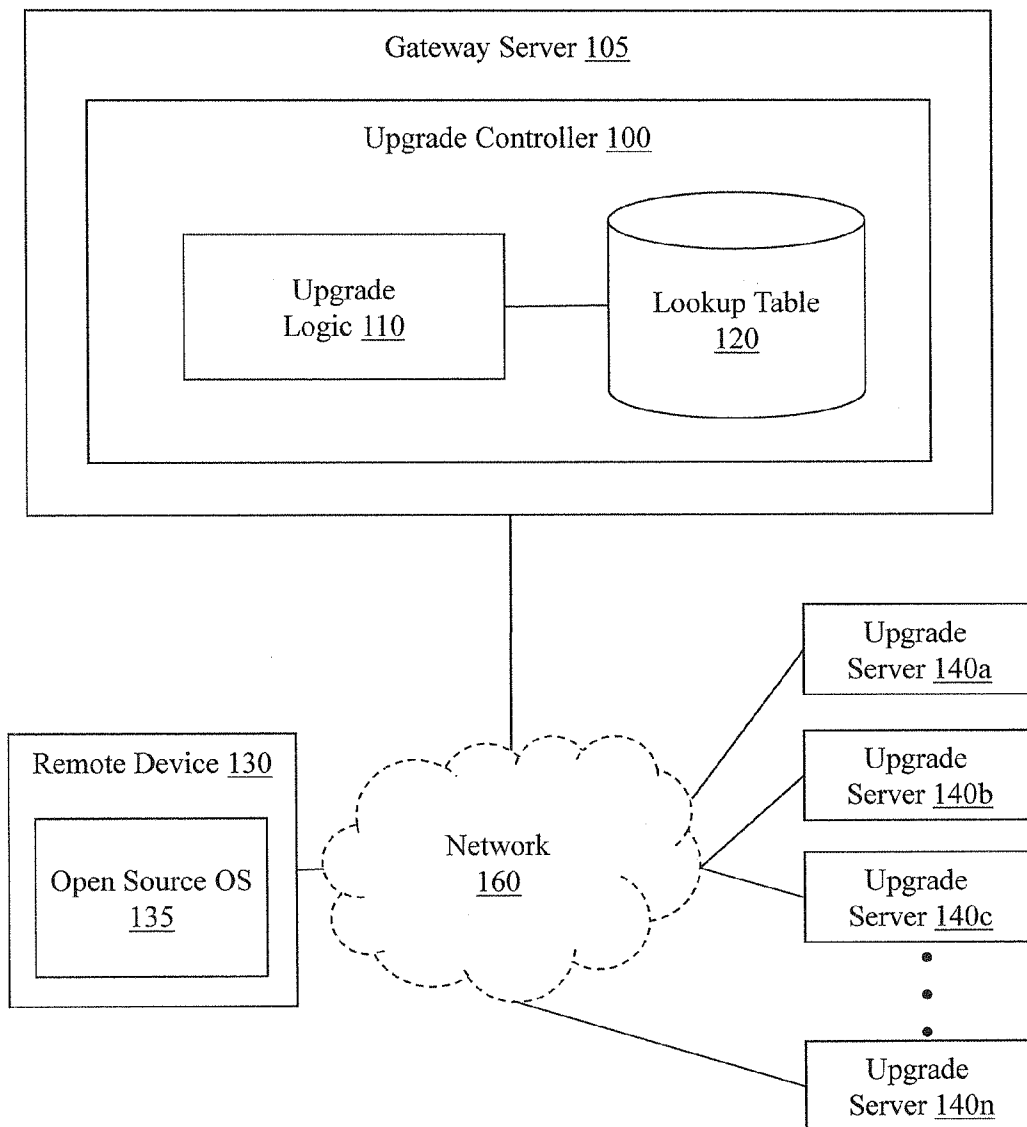 Gateway Server 105
Upgrade Controller 100
Upgrade
Logic 110
Lookup Table
120
Upgrade
Server 140a
Remote Device 130
Open Source OS
135
Network
160
Upgrade
Server 140b
Upgrade
Server 140c
Upgrade
Server 140n